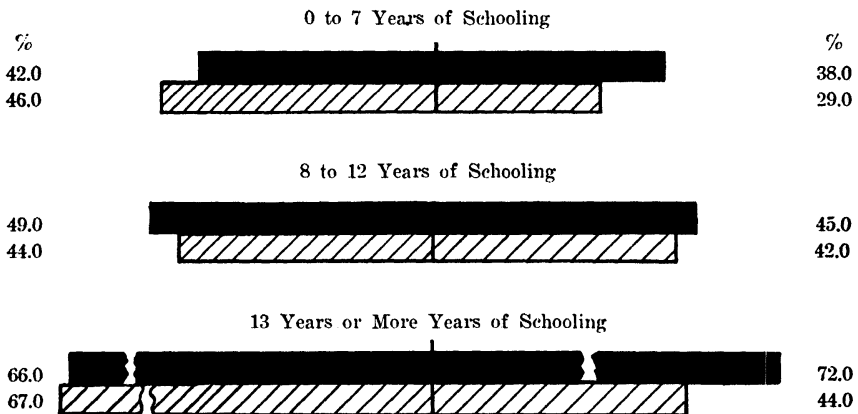 0 to 7 Years of Schooling
% %
42.0 38.0
46.0 29.0
8 to 12 Years of Schooling
49.0 45.0
44.0 42.0
13 Years or More Years of Schooling
66.0 72.0
67.0 44.0